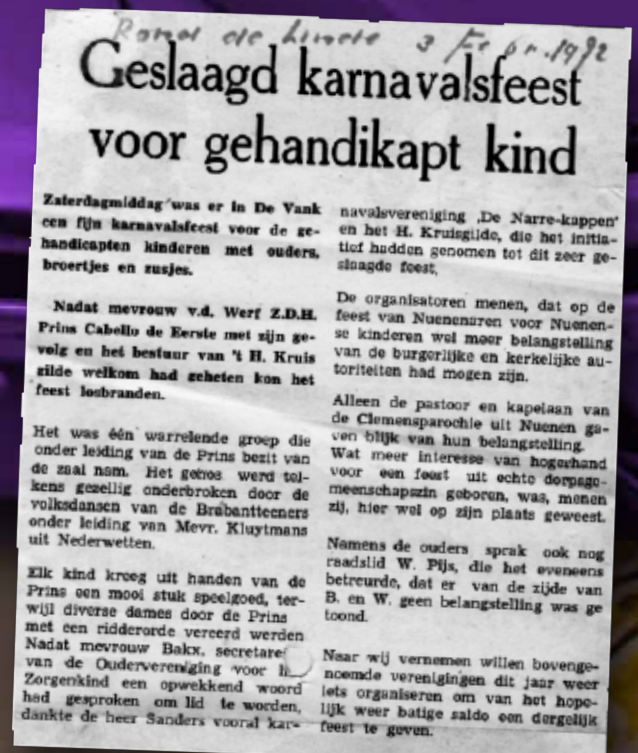 Rond de Linde 3 Febr. 1972
Geslaagd karnavalsfeest
voor gehandikapt kind
Zaterdagmiddag was er in De Vank
een fijn karnavalsfeest voor de ge-
handicapten kinderen met ouders,
broertjes en zusjes.
Nadat mevrouw v.d. Werf Z.D.H.
Prins Cabello de Eerste met zijn ge-
volg en het bestuur van 't H. Kruis
gilde welkom had geheten kon het
feest losbranden.
Het was één warrelende groep die
onder leiding van de Prins bezit van
de zaal nam. Het gehos werd tel-
kens gezellig onderbroken door de
volksdansen van de Brabantteeners
onder leiding van Mevr. Kluytmans
uit Nederwetten.
Elk kind kreeg uit handen van de
Prins een mooi stuk speelgoed, ter-
wijl diverse dames door de Prins
met een ridderorde vereerd werden
Nadat mevrouw Bakx, secretare
van de Oudervereniging voor h
Zorgenkind een opwekkend woord
had gesproken om lid te worden,
dankte de heer Sanders vooral kar-
navalsvereniging ‚De Narre-kappen'
en het H. Kruisgilde, die het initia-
tief hadden genomen tot dit zeer ge-
slaagde feest,
De organisatoren menen, dat op de
feest van Nuenenaren voor Nuenen-
se kinderen wel meer belangstelling
van de burgerlijke en kerkelijke au-
toriteiten had mogen zijn.
Alleen de pastoor en kapelaan van
de Clemensparochie uit Nuenen ga-
ven blijk van hun belangstelling.
Wat meer interesse van hogerhand
voor een feest uit echte dorpsge-
meenschapszin geboren, was, menen
zij, hier wel op zijn plaats geweest.
Namens de ouders sprak ook nog
raadslid W. Pijs, die het eveneens
betreurde, dat er van de zijde van
B. en W. geen belangstelling was ge
toond.
Naar wij vernemen willen bovenge-
noemde verenigingen dit jaar weer
iets organiseren om van het hope-
lijk weer batige saldo een dergelijk
feest te geven.